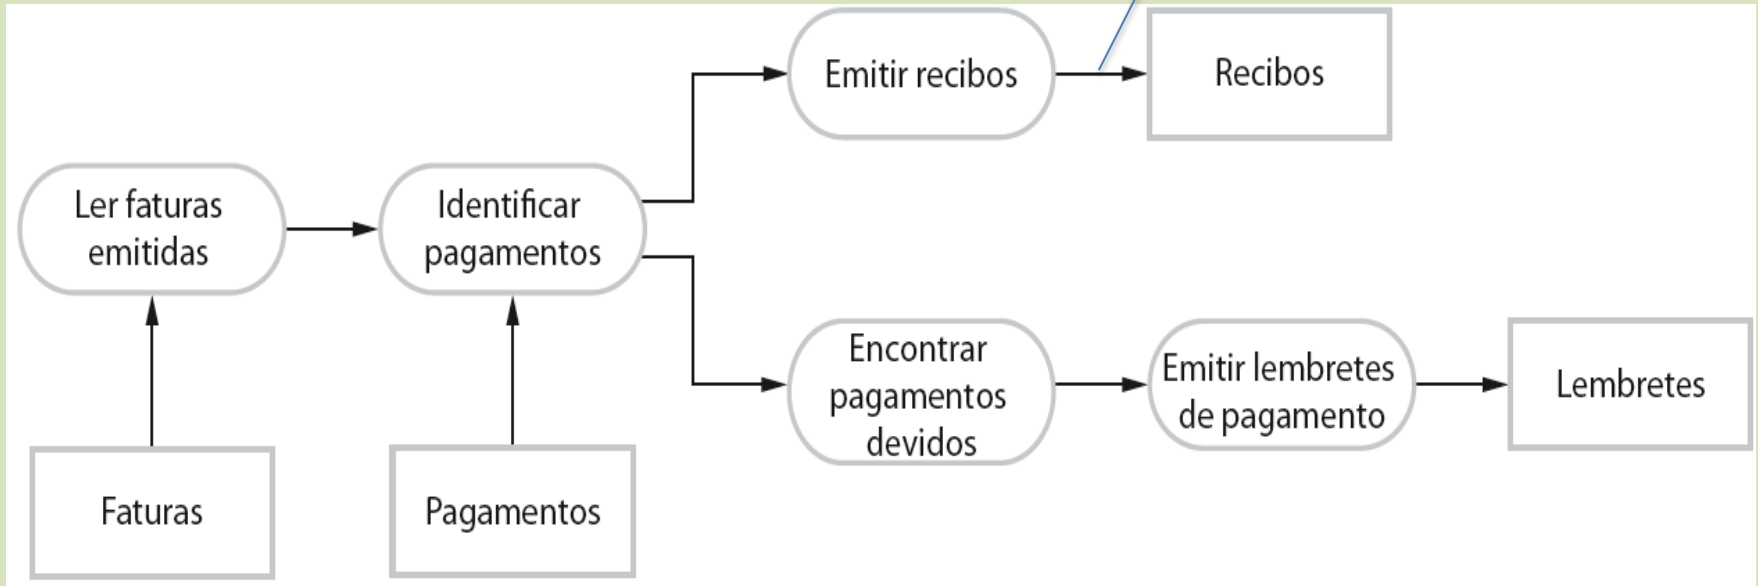 Emitir recibos
Recibos
Ler faturas
emitidas
Identificar
pagamentos
Encontrar
pagamentos
devidos
Emitir lembretes
de pagamento
Lembretes
Faturas
Pagamentos